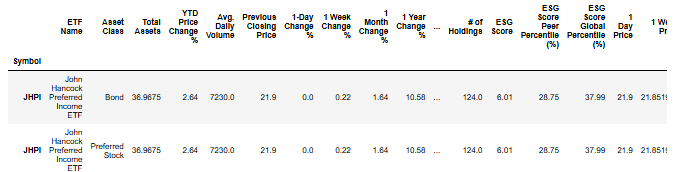 ETF
Name
Asset
Class
Total
Assets
YTD
Price
Change
%
Avg.
Daily
Volume
Previous
Closing
Price
1-Day
Change
%
1 Week
Change
%
1
Month
Change
%
1 Year
Change
%
...
# of
Holdings
ESG
Score
ESG
Score
Peer
Percentile
(%)
ESG
Score
Global
Percentile
(%)
1
Day
Price
1 We
Pr
Symbol
JHPI
John
Hancock
Preferred
Income
ETF
Bond
36.9675
2.64
7230.0
21.9
0.0
0.22
1.64
10.58
...
124.0
6.01
28.75
37.99
21.9
21.851
JHPI
John
Hancock
Preferred
Income
ETF
Preferred
Stock
36.9675
2.64
7230.0
21.9
0.0
0.22
1.64
10.58
...
124.0
6.01
28.75
37.99
21.9
21.851